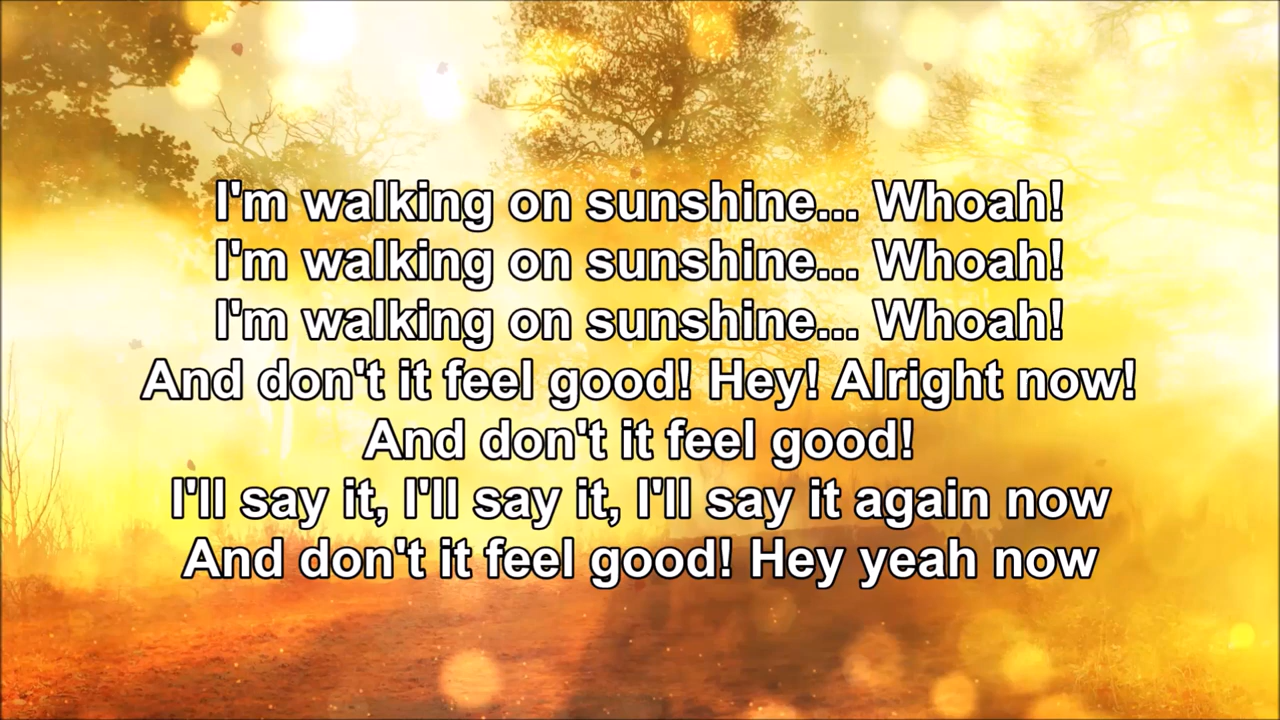 I'm walking on sunshine... Whoah!
I'm walking on sunshine... Whoah!
I'm walking on sunshine... Whoah!
And don't it feel good! Hey! Alright now!
And don't it feel good!
I'll say it, I'll say it, I'll say it again now
And don't it feel good! Hey yeah now